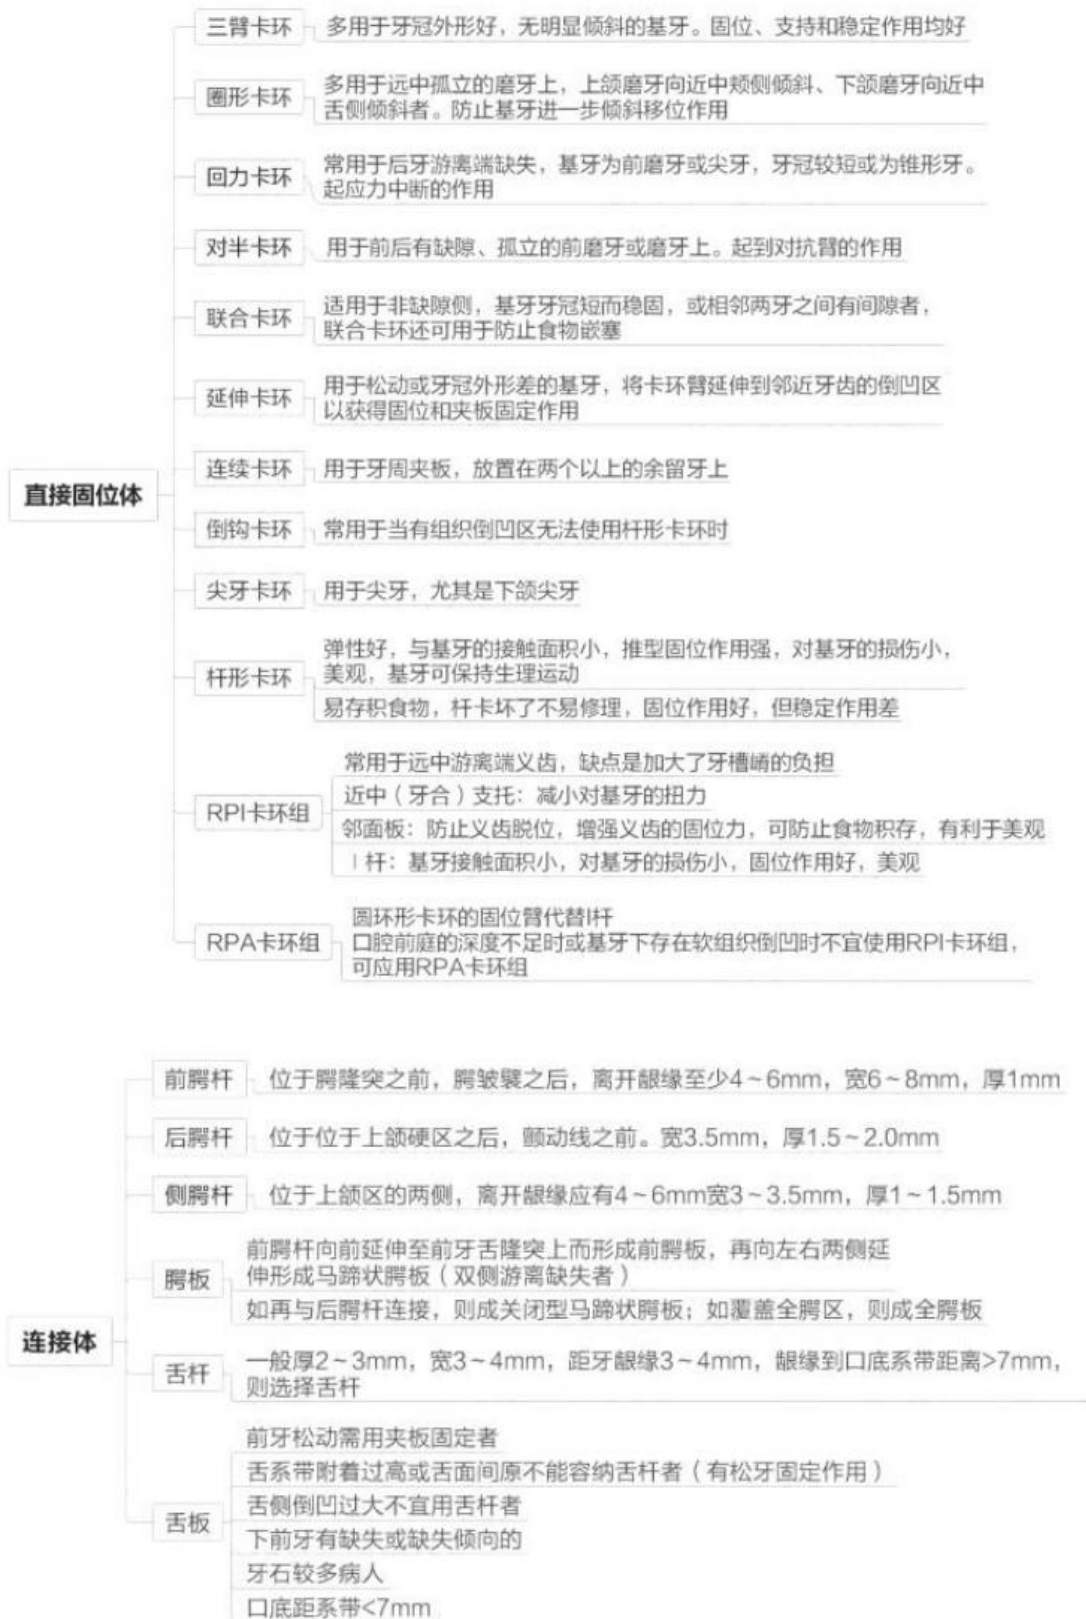 直接固位体
三臂卡环
多用于牙冠外形好，无明显倾斜的基牙。固位、支持和稳定作用均好
圈形卡环
多用于远中孤立的磨牙上，上颌磨牙向近中颊侧倾斜、下颌磨牙向近中
舌侧倾斜者。防止基牙进一步倾斜移位作用
回力卡环
常用于后牙游离端缺失，基牙为前磨牙或尖牙，牙冠较短或为锥形牙。
起应力中断的作用
对半卡环
用于前后有缺隙、孤立的前磨牙或磨牙上。起到对抗臂的作用
联合卡环
适用于非缺隙侧，基牙牙冠短而稳固，或相邻两牙之间有间隙者，
联合卡环还可用于防止食物嵌塞
延伸卡环
用于松动或牙冠外形差的基牙，将卡环臂延伸到邻近牙齿的倒凹区
以获得固位和夹板固定作用
连续卡环
用于牙周夹板，放置在两个以上的余留牙上
倒钩卡环
常用于当有组织倒凹区无法使用杆形卡环时
尖牙卡环
用于尖牙，尤其是下颌尖牙
杆形卡环
弹性好，与基牙的接触面积小，推型固位作用强，对基牙的损伤小，
美观，基牙可保持生理运动
易存积食物，杆卡坏了不易修理，固位作用好，但稳定作用差
RPI卡环组
常用于远中游离端义齿，缺点是加大了牙槽嵴的负担
近中（牙合）支托：减小对基牙的扭力
邻面板：防止义齿脱位，增强义齿的固位力，可防止食物积存，有利于美观
I杆：基牙接触面积小，对基牙的损伤小，固位作用好，美观
RPA卡环组
圆环形卡环的固位臂代替I杆
口腔前庭的深度不足时或基牙下存在软组织倒凹时不宜使用RPI卡环组，
可应用RPA卡环组
连接体
前腭杆
位于腭隆突之前，腭皱襞之后，离开龈缘至少4~6mm，宽6~8mm，厚1mm
后腭杆
位于位于上颌硬区之后，颤动线之前。宽3.5mm，厚1.5~2.0mm
侧腭杆
位于上颌区的两侧，离开龈缘应有4~6mm宽3~3.5mm，厚1~1.5mm
腭板
前腭杆向前延伸至前牙舌隆突上而形成前腭板，再向左右两侧延
伸形成马蹄状腭板（双侧游离缺失者）
如再与后腭杆连接，则成关闭型马蹄状腭板；如覆盖全腭区，则成全腭板
舌杆
一般厚2~3mm，宽3~4mm，距牙龈缘3~4mm，龈缘到口底系带距离>7mm，
则选择舌杆
舌板
前牙松动需用夹板固定者
舌系带附着过高或舌面间原不能容纳舌杆者（有松牙固定作用）
舌侧倒凹过大不宜用舌杆者
下前牙有缺失或缺失倾向的
牙石较多病人
口底距系带<7mm